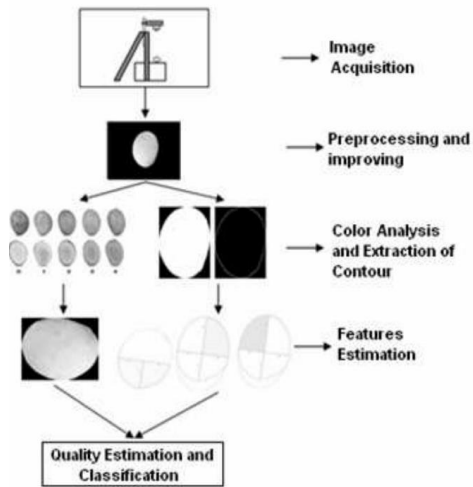 Image
Acquisition
Preprocessing and
improving
Color Analysis
and Extraction of
Contour
Features
Estimation
Quality Estimation and
Classification